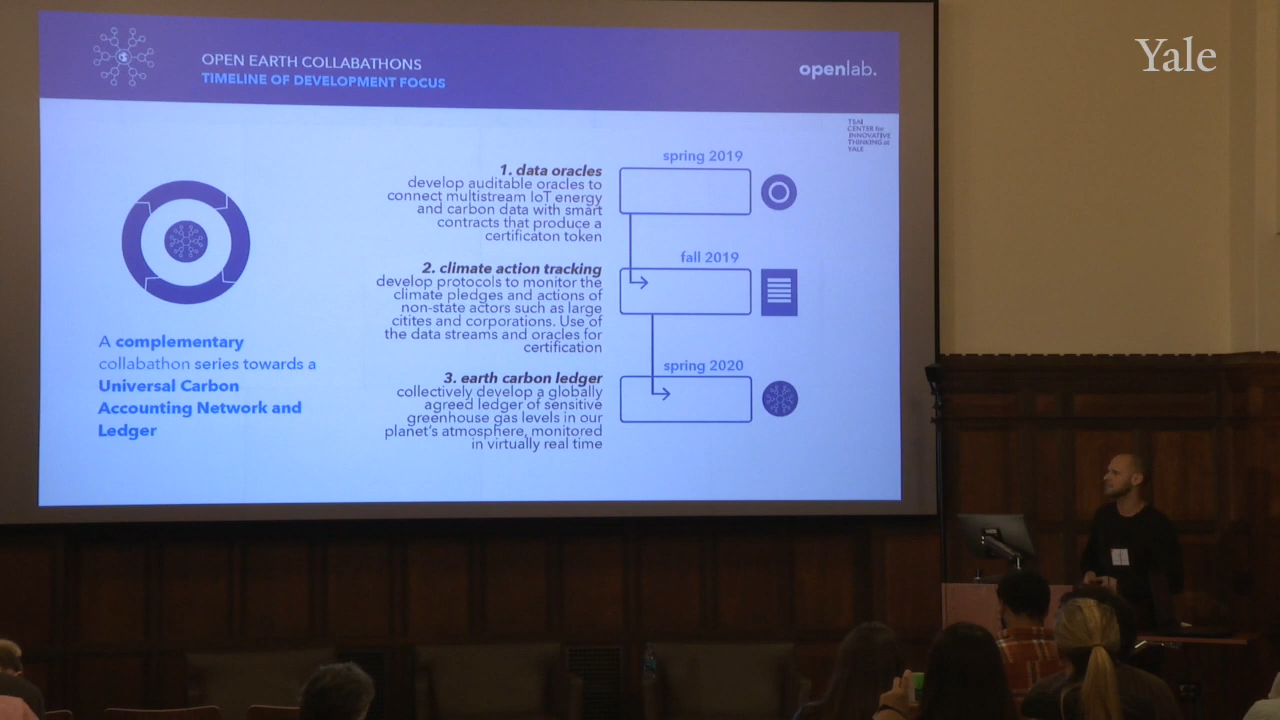 Yale
OPEN EARTH COLLABATHONS
TIMELINE OF DEVELOPMENT FOCUS
openlab.
TSAI
CENTER for
INNOVATIVE
THINKING at
YALE
A complementary
collabathon series towards a
Universal Carbon
Accounting Network and
Ledger
spring 2019
1. data oracles
develop auditable oracles to
connect multistream IoT energy
and carbon data with smart
contracts that produce a
certificaton token
fall 2019
2. climate action tracking
develop protocols to monitor the
climate pledges and actions of
non-state actors such as large
citites and corporations. Use of
the data streams and oracles for
certification
spring 2020
3. earth carbon ledger
collectively develop a globally
agreed ledger of sensitive
greenhouse gas levels in our
planet's atmosphere, monitored
in virtually real time